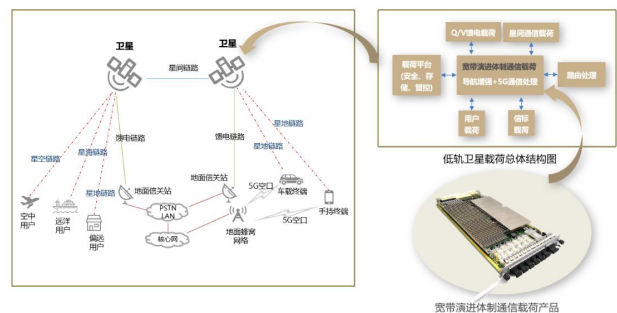 卫星
卫星
星间链路
馈电链路
馈电链路
星空链路
星海链路
星地链路
星地链路
星地链路
地面信关站
地面信关站
空中
用户
远洋
用户
偏远
用户
PSTN
LAN
核心网
地面蜂窝
网络
5G空口
5G空口
车载终端
手持终端
Q/V馈电载荷
星间通信载荷
载荷平台
(安全、存
储、管控)
宽带演进体制通信载荷
导航增强+5G通信处理
路由处理
用户
载荷
信标
载荷
低轨卫星载荷总体结构图
宽带演进体制通信载荷产品